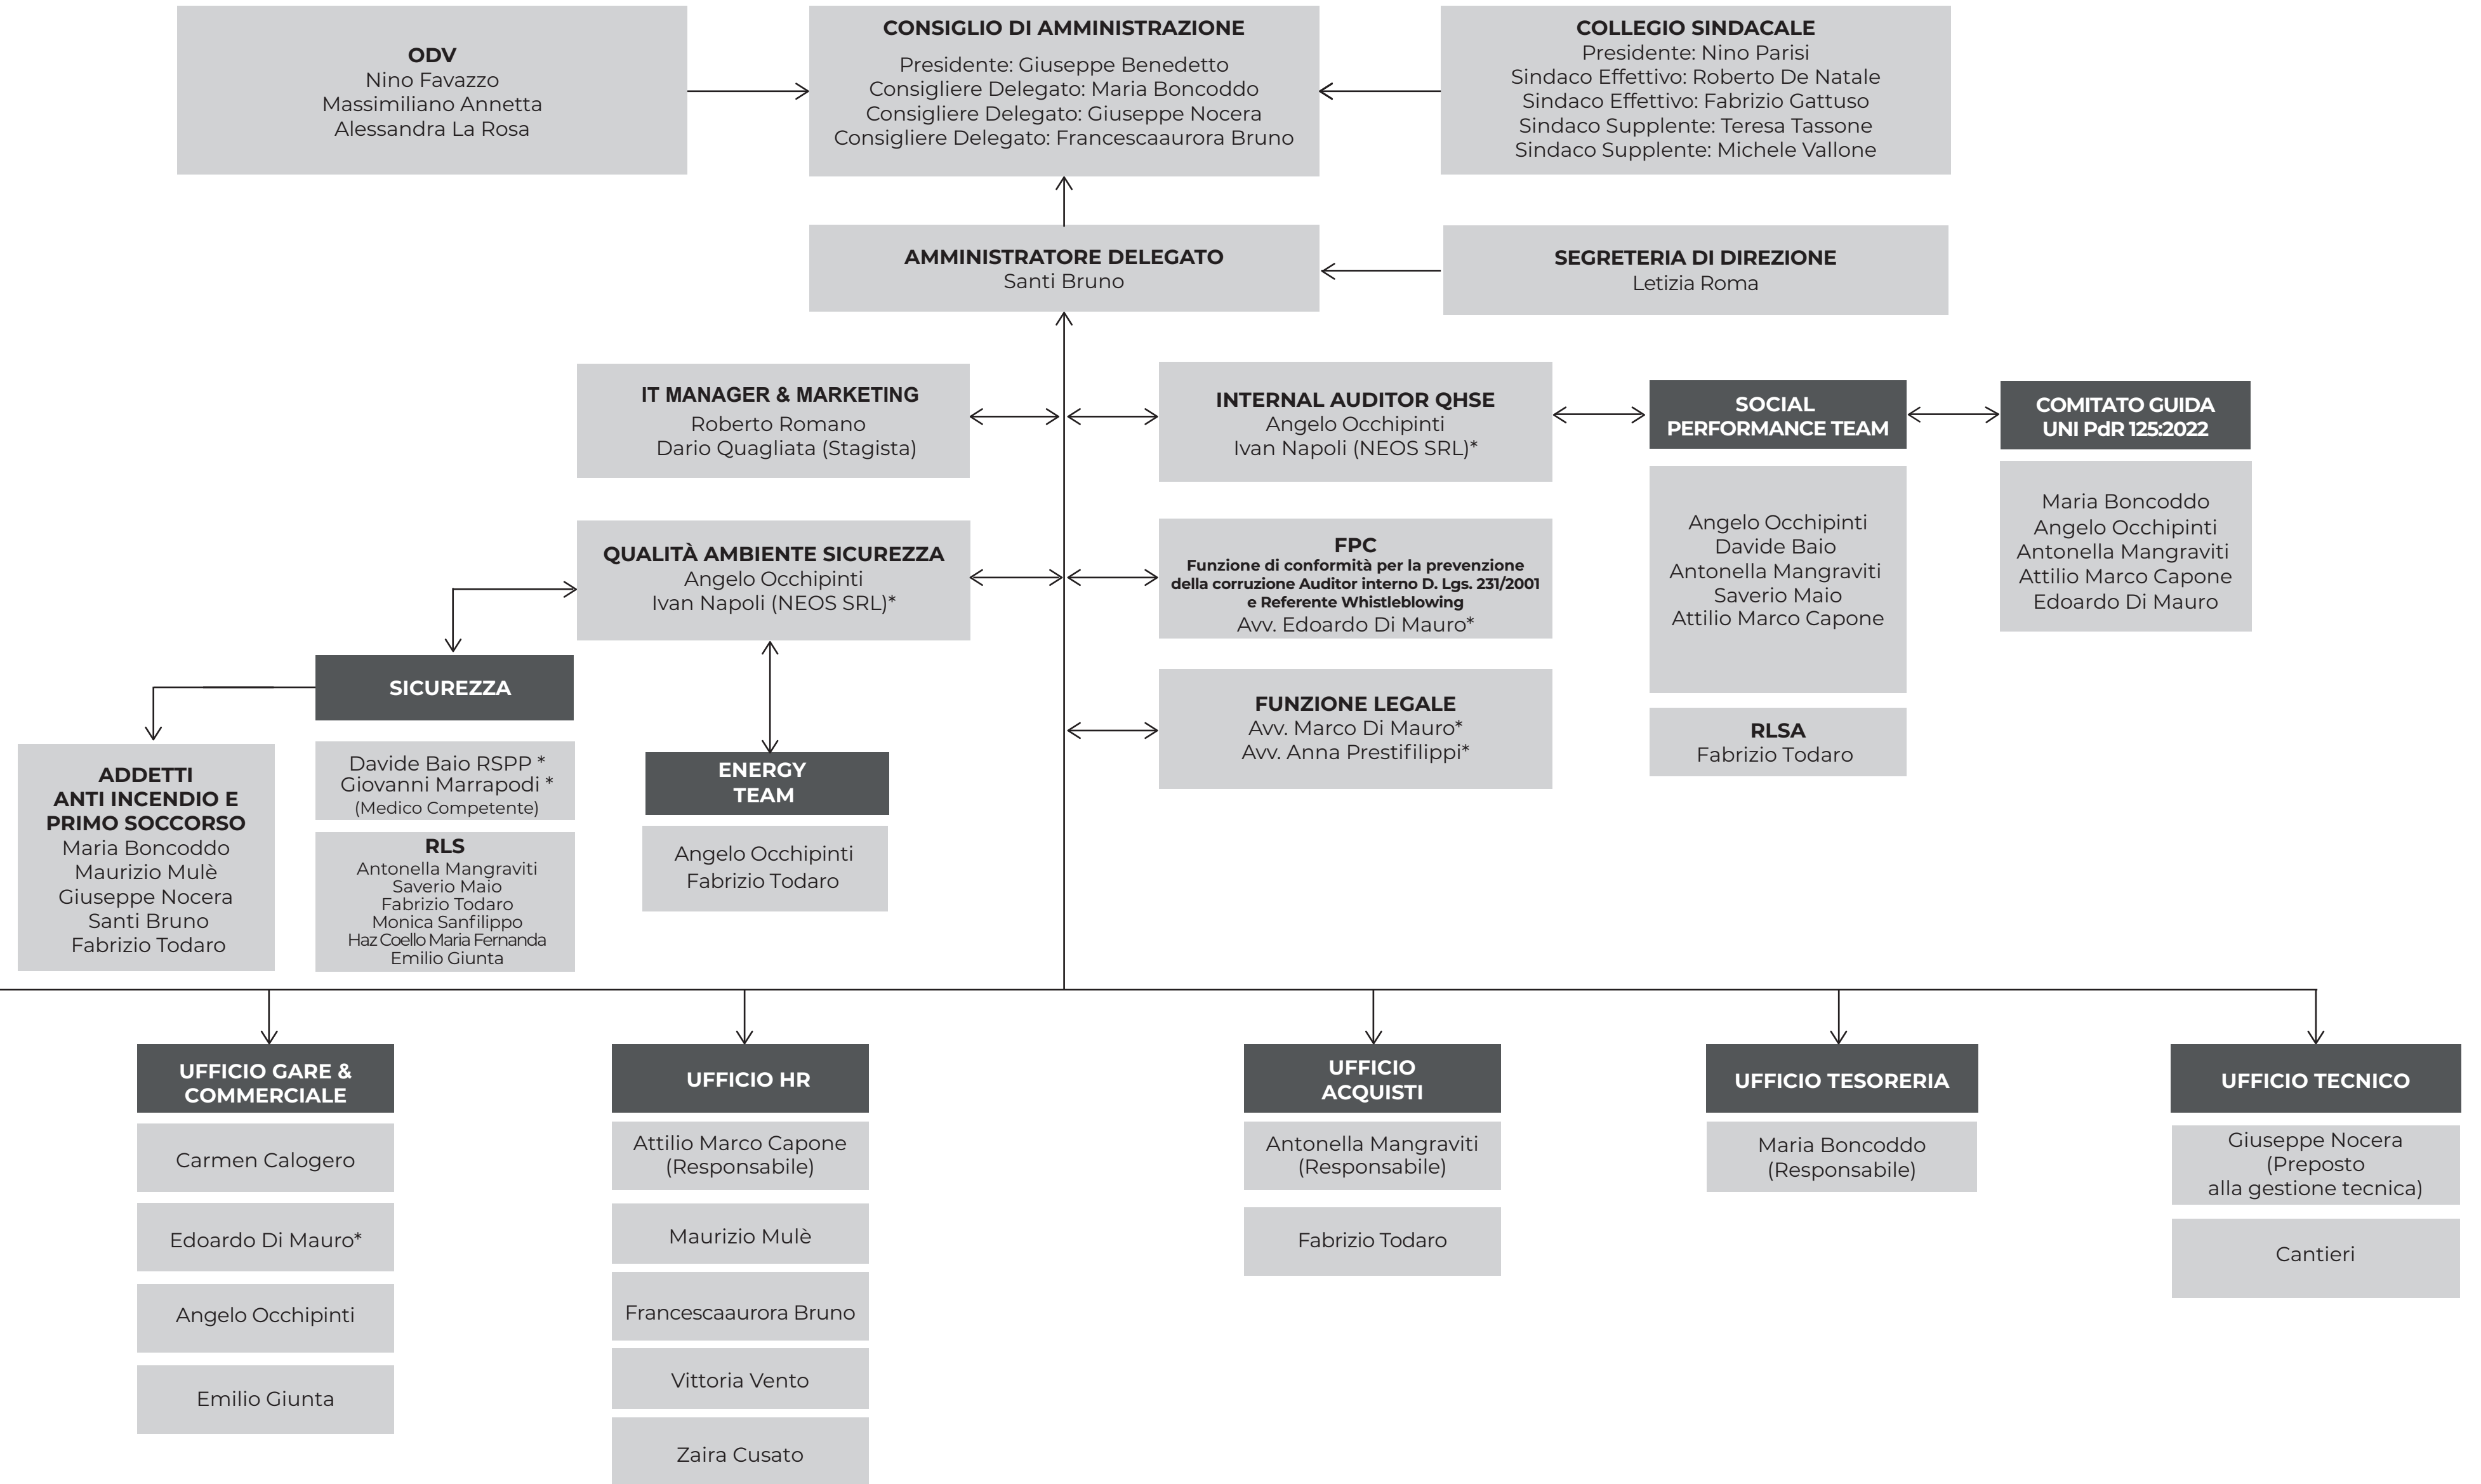 ODV
Nino Favazzo
Massimiliano Annetta
Alessandra La Rosa
CONSIGLIO DI AMMINISTRAZIONE
Presidente: Giuseppe Benedetto
Consigliere Delegato: Maria Boncoddo
Consigliere Delegato: Giuseppe Nocera
Consigliere Delegato: Francescaaurora Bruno
COLLEGIO SINDACALE
Presidente: Nino Parisi
Sindaco Effettivo: Roberto De Natale
Sindaco Effettivo: Fabrizio Gattuso
Sindaco Supplente: Teresa Tassone
Sindaco Supplente: Michele Vallone
AMMINISTRATORE DELEGATO
Santi Bruno
SEGRETERIA DI DIREZIONE
Letizia Roma
IT MANAGER & MARKETING
Roberto Romano
Dario Quagliata (Stagista)
INTERNAL AUDITOR QHSE
Angelo Occhipinti
Ivan Napoli (NEOS SRL)*
SOCIAL
PERFORMANCE TEAM
Angelo Occhipinti
Davide Baio
Antonella Mangraviti
Saverio Maio
Attilio Marco Capone
RLSA
Fabrizio Todaro
COMITATO GUIDA
UNI PdR 125:2022
Maria Boncoddo
Angelo Occhipinti
Antonella Mangraviti
Attilio Marco Capone
Edoardo Di Mauro
QUALITÀ AMBIENTE SICUREZZA
Angelo Occhipinti
Ivan Napoli (NEOS SRL)*
FPC
Funzione di conformità per la prevenzione
della corruzione Auditor interno D. Lgs. 231/2001
e Referente Whistleblowing
Avv. Edoardo Di Mauro*
FUNZIONE LEGALE
Avv. Marco Di Mauro*
Avv. Anna Prestifilippi*
SICUREZZA
Davide Baio RSPP *
Giovanni Marrapodi *
(Medico Competente)
RLS
Antonella Mangraviti
Saverio Maio
Fabrizio Todaro
Monica Sanfilippo
Haz Coello Maria Fernanda
Emilio Giunta
ADDETTI
ANTI INCENDIO E
PRIMO SOCCORSO
Maria Boncoddo
Maurizio Mulè
Giuseppe Nocera
Santi Bruno
Fabrizio Todaro
ENERGY
TEAM
Angelo Occhipinti
Fabrizio Todaro
UFFICIO GARE &
COMMERCIALE
Carmen Calogero
Edoardo Di Mauro*
Angelo Occhipinti
Emilio Giunta
UFFICIO HR
Attilio Marco Capone
(Responsabile)
Maurizio Mulè
Francescaaurora Bruno
Vittoria Vento
Zaira Cusato
UFFICIO
ACQUISTI
Antonella Mangraviti
(Responsabile)
Fabrizio Todaro
UFFICIO TESORERIA
Maria Boncoddo
(Responsabile)
UFFICIO TECNICO
Giuseppe Nocera
(Preposto
alla gestione tecnica)
Cantieri